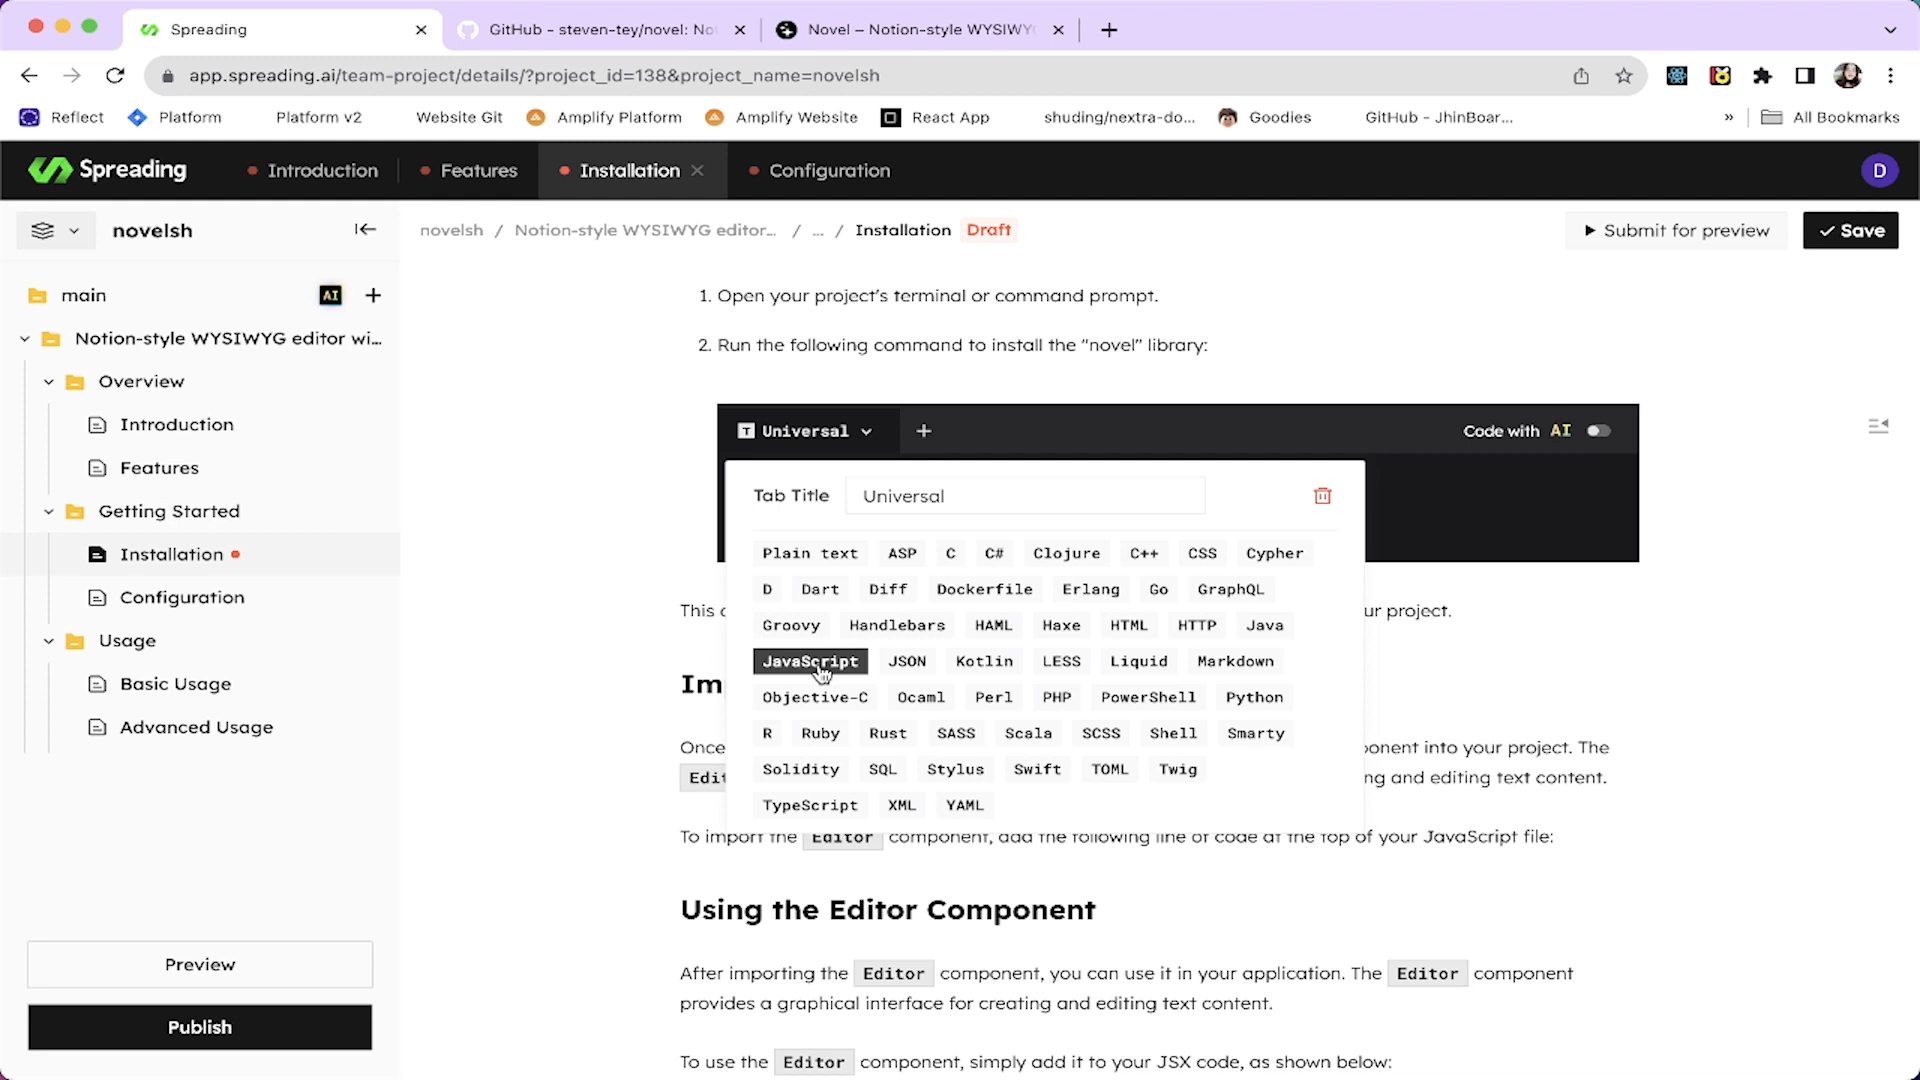 Spreading
GitHub - steven-tey/novel: No
Novel – Notion-style WYSIWY
app.spreading.ai/team-project/details/?project_id=138&project_name=novelsh
Reflect
Platform
Platform v2
Website Git
Amplify Platform
Amplify Website
React App
shuding/nextra-do...
Goodies
GitHub - JhinBoar...
»
All Bookmarks
Spreading
Introduction
Features
Installation
Configuration
D
novelsh
novelsh / Notion-style WYSIWYG editor... / ... / Installation Draft
Submit for preview
Save
main
AI
Notion-style WYSIWYG editor wi...
Overview
Introduction
Features
Getting Started
Installation
Configuration
Usage
Basic Usage
Advanced Usage
Preview
Publish
1. Open your project's terminal or command prompt.
2. Run the following command to install the "novel" library:
T Universal
Code with AI
Tab Title Universal
Plain text ASP C C# Clojure C++ CSS Cypher
D Dart Diff Dockerfile Erlang Go GraphQL
Groovy Handlebars HAML Haxe HTML HTTP Java
JavaScript JSON Kotlin LESS Liquid Markdown
Objective-C Ocaml Perl PHP PowerShell Python
R Ruby Rust SASS Scala SCSS Shell Smarty
Solidity SQL Stylus Swift TOML Twig
TypeScript XML YAML
This
ur project.
Im
Once
ponent into your project. The
Edit
ng and editing text content.
To import the Editor component, add the following line of code at the top of your JavaScript file:
Using the Editor Component
After importing the Editor component, you can use it in your application. The Editor component
provides a graphical interface for creating and editing text content.
To use the Editor component, simply add it to your JSX code, as shown below: